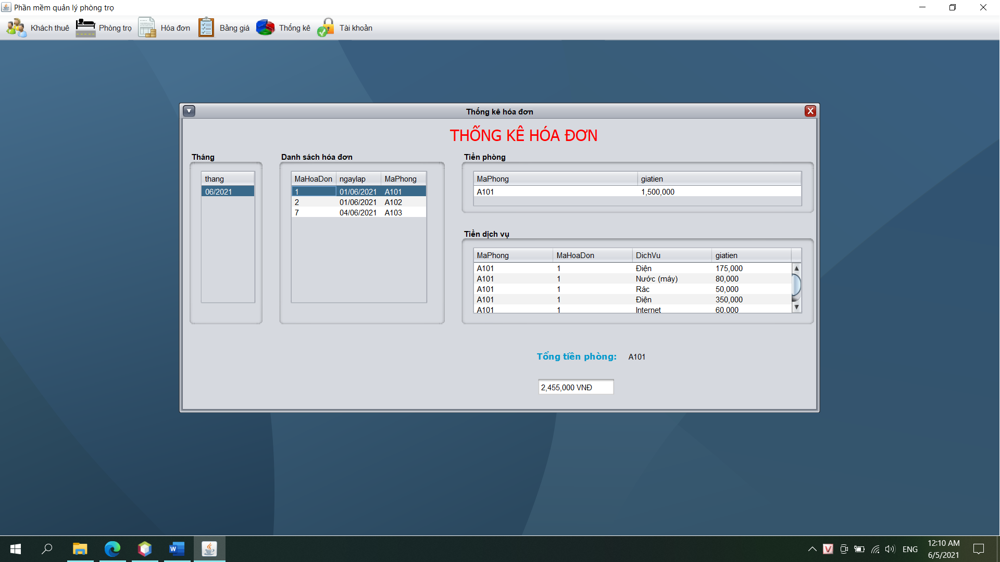 Phần mềm quản lý phòng trọ
Khách thuê Phòng trọ Hóa đơn Bảng giá Thống kê Tài khoản
Thống kê hóa đơn
THỐNG KÊ HÓA ĐƠN
Tháng
thang
06/2021
Danh sách hóa đơn
MaHoaDon ngaylap MaPhong
1 01/06/2021 A101
2 01/06/2021 A102
7 04/06/2021 A103
Tiền phòng
MaPhong giatien
A101 1,500,000
Tiền dịch vụ
MaPhong MaHoaDon DichVu giatien
A101 1 Điện 175,000
A101 1 Nước (máy) 80,000
A101 1 Rác 50,000
A101 1 Điện 350,000
A101 1 Internet 60,000
Tổng tiền phòng: A101
2,455,000 VNĐ
ENG
12:10 AM
6/5/2021